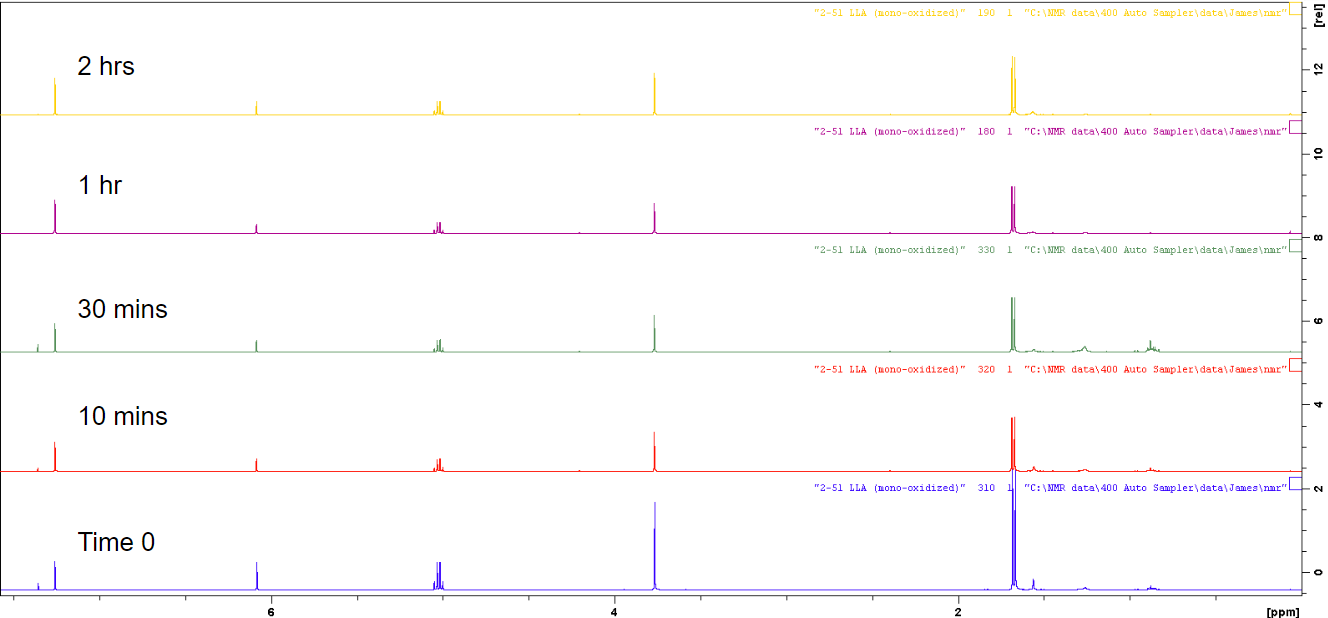 "2-51 LLA (mono-oxidized)" 190 1 "C:\NMR data\400 Auto Sampler\data\James\nmr"
[rel]
2 hrs
12
"2-51 LLA (mono-oxidized)" 180 1 "C:\NMR data\400 Auto Sampler\data\James\nmr"
10
1 hr
8
"2-51 LLA (mono-oxidized)" 330 1 "C:\NMR data\400 Auto Sampler\data\James\nmr"
30 mins
6
"2-51 LLA (mono-oxidized)" 320 1 "C:\NMR data\400 Auto Sampler\data\James\nmr"
4
10 mins
"2-51 LLA (mono-oxidized)" 310 1 "C:\NMR data\400 Auto Sampler\data\James\nmr"
2
Time 0
0
6 4 2 [ppm]